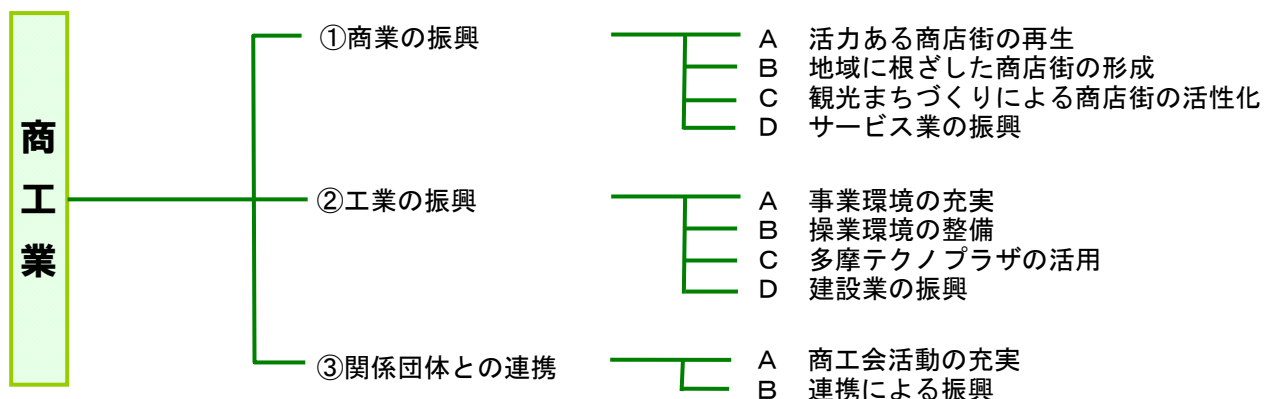 商工業
①商業の振興
A 活力ある商店街の再生
B 地域に根ざした商店街の形成
C 観光まちづくりによる商店街の活性化
D サービス業の振興
②工業の振興
A 事業環境の充実
B 操業環境の整備
C 多摩テクノプラザの活用
D 建設業の振興
③関係団体との連携
A 商工会活動の充実
B 連携による振興